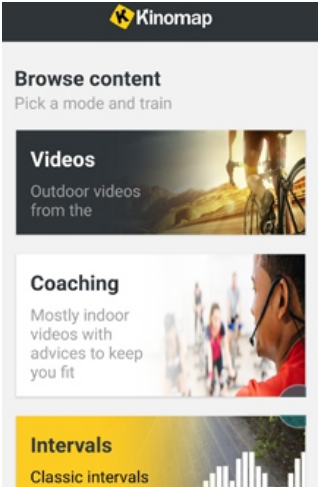 Kinomap
Browse content
Pick a mode and train
Videos
Outdoor videos
from the
Coaching
Mostly indoor
videos with
advices to keep
you fit
Intervals
Classic intervals